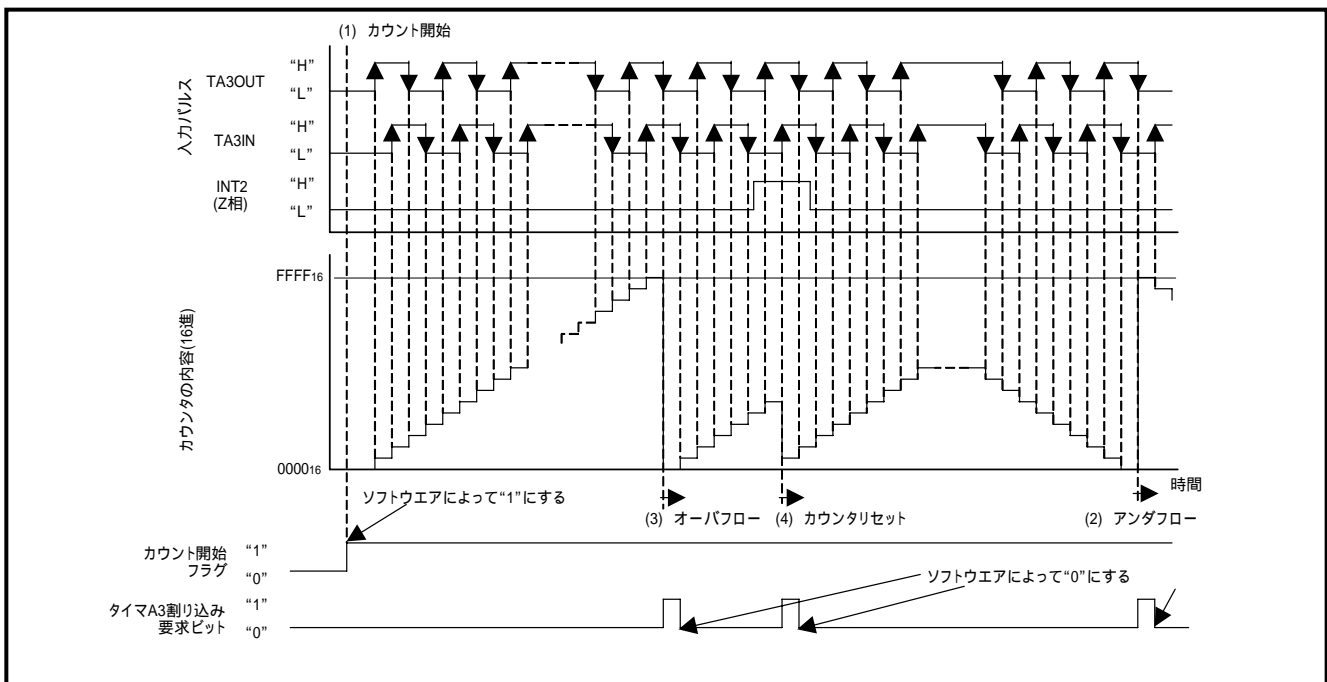 (1) カウント開始
入力パルス
TA3OUT
“H”
“L”
TA3IN
“H”
“L”
INT2
(Z相)
“H”
“L”
カウンタの内容(16進)
FFFF16
000016
時間
ソフトウエアによって“1”にする
(3) オーバフロー
(4) カウンタリセット
(2) アンダフロー
カウント開始
フラグ
“1”
“0”
ソフトウエアによって“0”にする
タイマA3割り込み
要求ビット
“1”
“0”